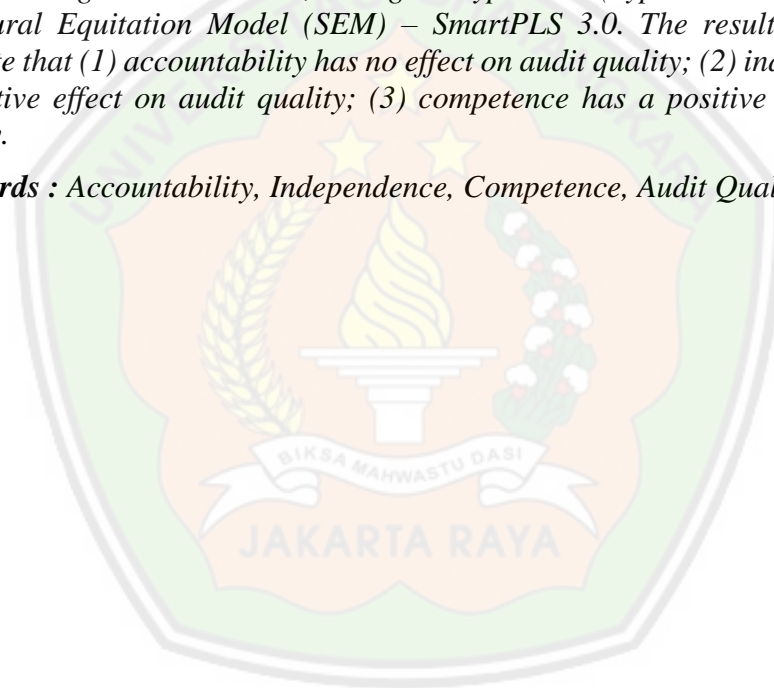 ural Equitation Model (SEM) – SmartPLS 3.0. The result
te that (1) accountability has no effect on audit quality; (2) inc
tive effect on audit quality; (3) competence has a positive
rds : Accountability, Independence, Competence, Audit Qual
BIKSA MAHWASTU DASI
JAKARTA RAYA